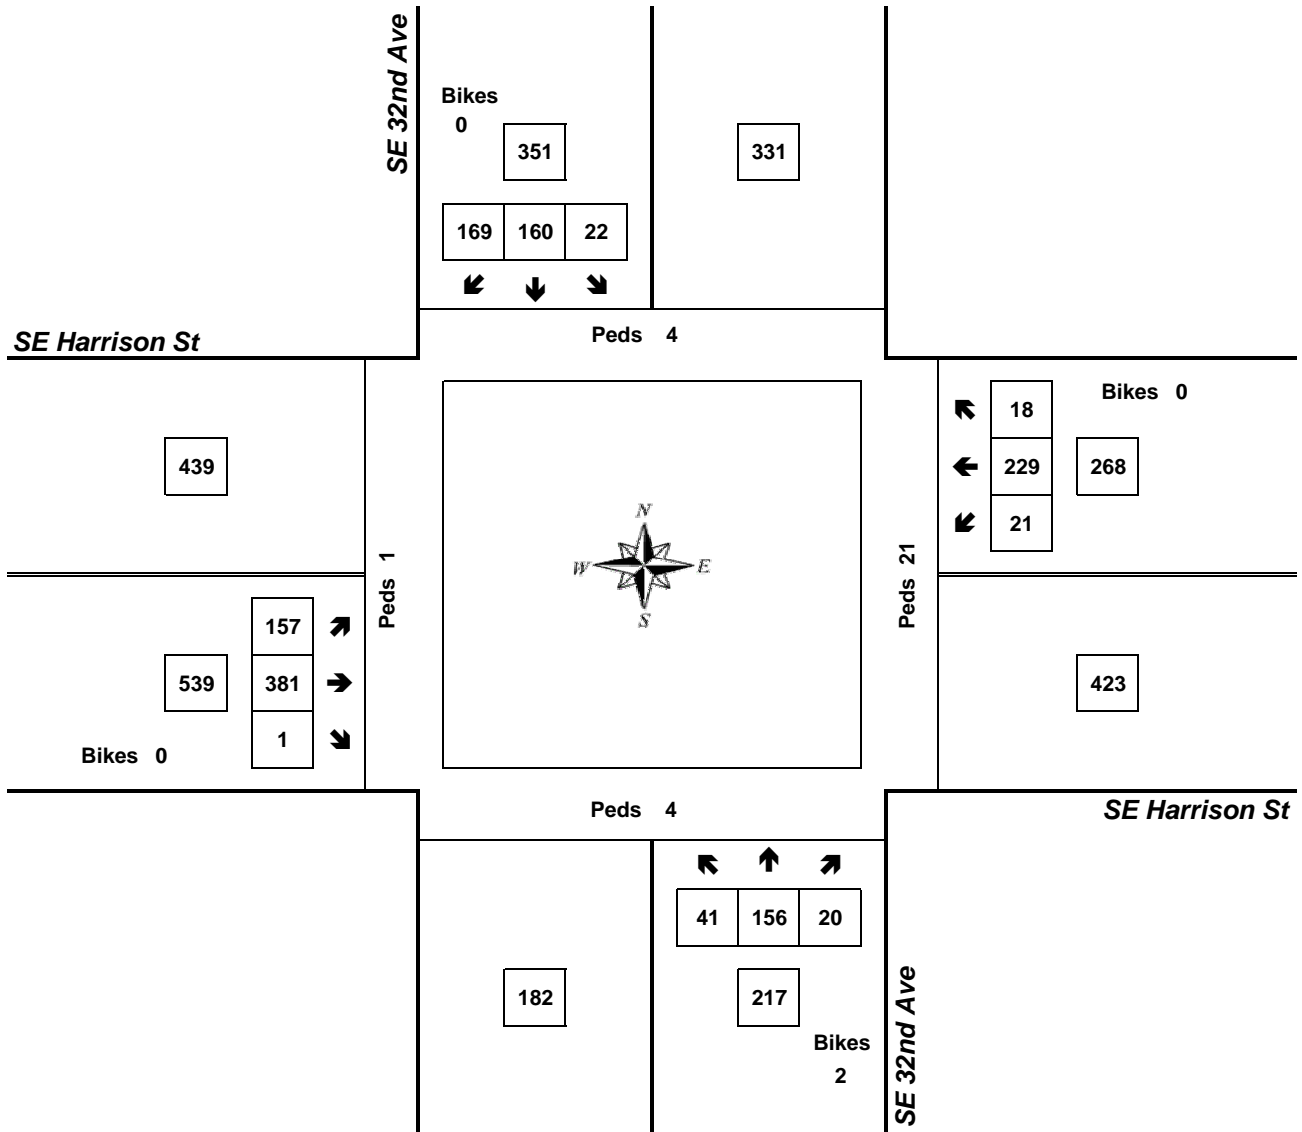 SE 32nd Ave
Bikes
0
351
331
169 160 22
SE Harrison St
Peds 4
18
Bikes 0
439
229
268
21
N
W E
S
Peds 1
Peds 21
157
539
381
423
1
Bikes 0
Peds 4
SE Harrison St
41 156 20
182
217
SE 32nd Ave
Bikes
2